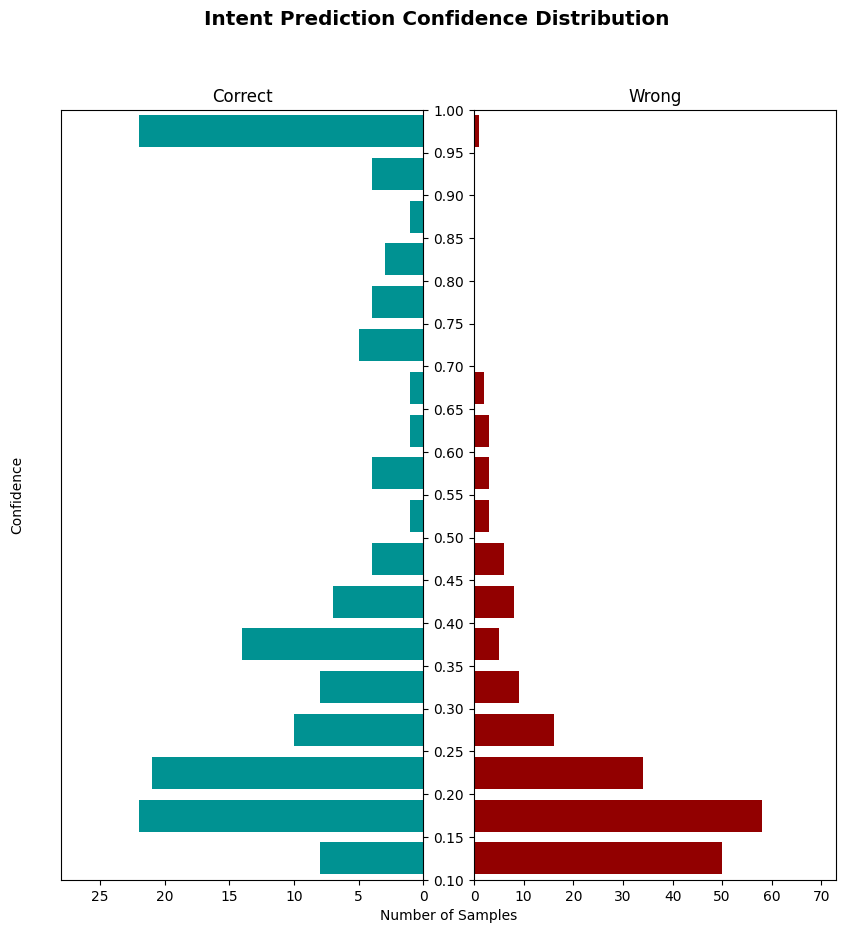 Intent Prediction Confidence Distribution
Correct
Wrong
1.00
0.95
0.90
0.85
0.80
0.75
0.70
0.65
0.60
0.55
0.50
0.45
0.40
0.35
0.30
0.25
0.20
0.15
0.10
Confidence
25 20 15 10 5 0
0 10 20 30 40 50 60 70
Number of Samples